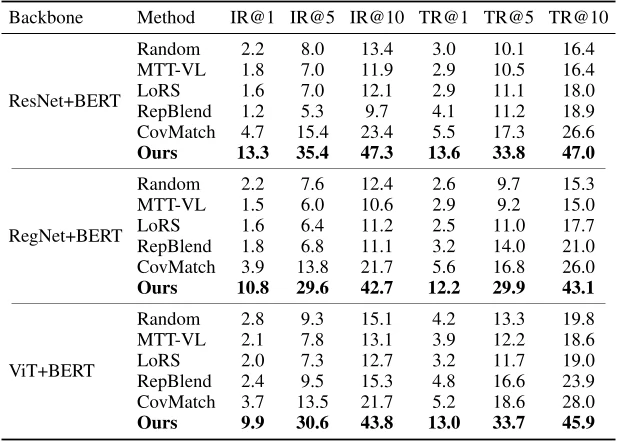 Backbone Method IR@1 IR@5 IR@10 TR@1 TR@5 TR@10
Random 2.2 8.0 13.4 3.0 10.1 16.4
MTT-VL 1.8 7.0 11.9 2.9 10.5 16.4
LoRS 1.6 7.0 12.1 2.9 11.1 18.0
ResNet+BERT
RepBlend 1.2 5.3 9.7 4.1 11.2 18.9
CovMatch 4.7 15.4 23.4 5.5 17.3 26.6
Ours 13.3 35.4 47.3 13.6 33.8 47.0
Random 2.2 7.6 12.4 2.6 9.7 15.3
MTT-VL 1.5 6.0 10.6 2.9 9.2 15.0
LoRS 1.6 6.4 11.2 2.5 11.0 17.7
RegNet+BERT
RepBlend 1.8 6.8 11.1 3.2 14.0 21.0
CovMatch 3.9 13.8 21.7 5.6 16.8 26.0
Ours 10.8 29.6 42.7 12.2 29.9 43.1
Random 2.8 9.3 15.1 4.2 13.3 19.8
MTT-VL 2.1 7.8 13.1 3.9 12.2 18.6
LoRS 2.0 7.3 12.7 3.2 11.7 19.0
ViT+BERT
RepBlend 2.4 9.5 15.3 4.8 16.6 23.9
CovMatch 3.7 13.5 21.7 5.2 18.6 28.0
Ours 9.9 30.6 43.8 13.0 33.7 45.9